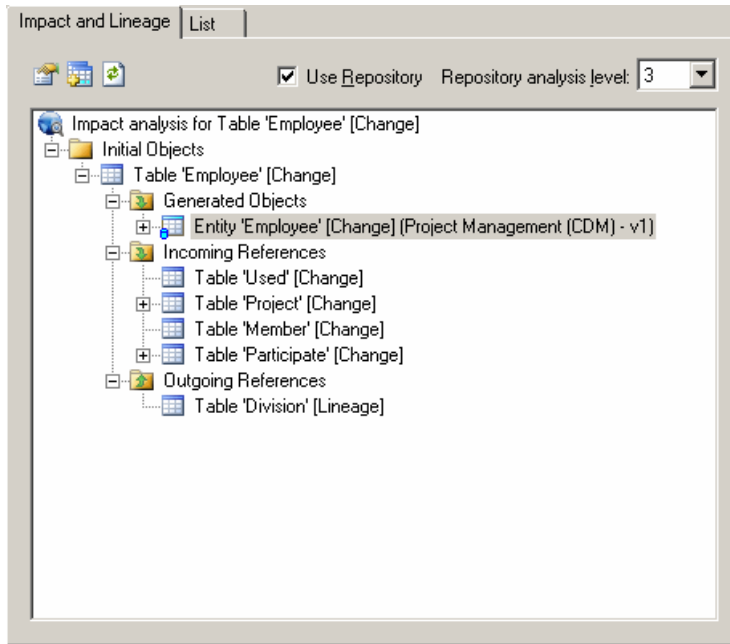 Impact and Lineage List
Use Repository Repository analysis level: 3
Impact analysis for Table 'Employee' [Change]
Initial Objects
Table 'Employee' [Change]
Generated Objects
Entity 'Employee' [Change] (Project Management (CDM) - v1)
Incoming References
Table 'Used' [Change]
Table 'Project' [Change]
Table 'Member' [Change]
Table 'Participate' [Change]
Outgoing References
Table 'Division' [Lineage]